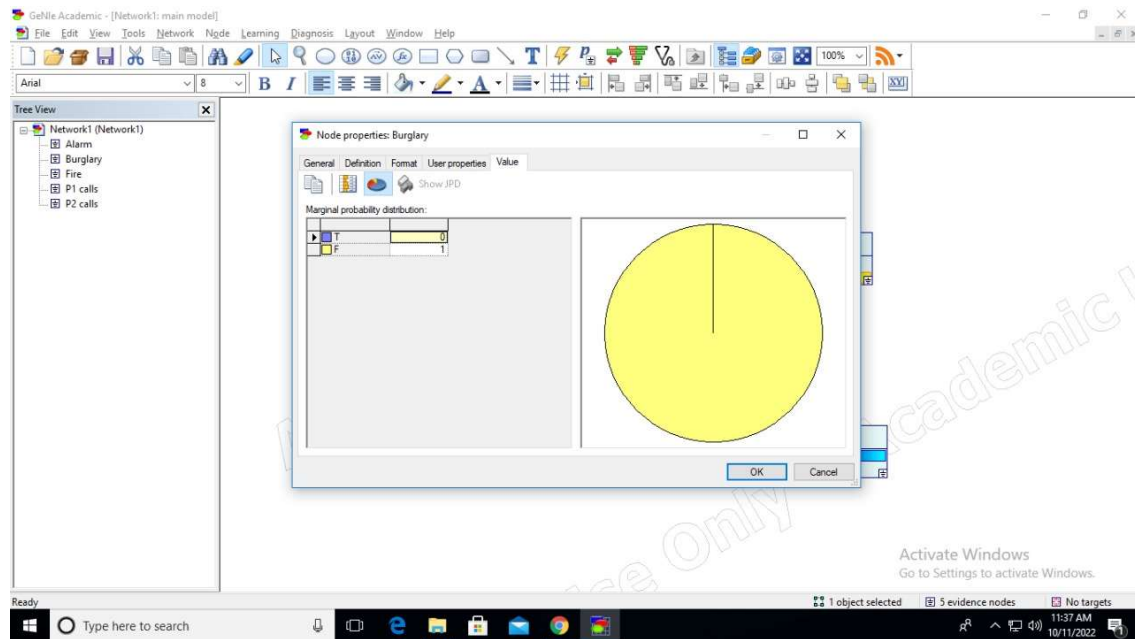 GeNIe Academic - [Network1: main model]
File Edit View Tools Network Node Learning Diagnosis Layout Window Help
100%
Arial 8 B I A
Tree View
Network1 (Network1)
Alarm
Burglary
Fire
P1 calls
P2 calls
Node properties: Burglary
General Definition Format User properties Value
Show JPD
Marginal probability distribution:
T 0
F 1
OK Cancel
Academic
Only
Activate Windows
Go to Settings to activate Windows.
Ready 1 object selected 5 evidence nodes No targets
Type here to search
11:37 AM
10/11/2022